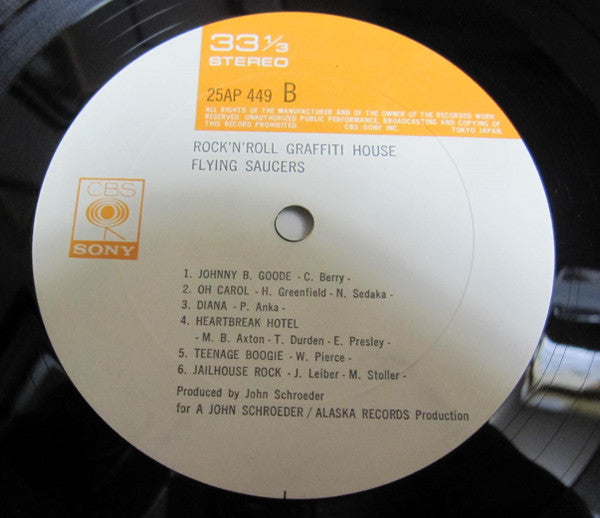 33 1/3
STEREO
25AP 449 B
ALL RIGHTS OF THE MANUFACTURER AND OF THE OWNER OF THE RECORDED WORK
RESERVED. UNAUTHORIZED PUBLIC PERFORMANCE, BROADCASTING AND COPYING OF
THIS RECORD PROHIBITED. CBS/SONY INC. TOKYO JAPAN
ROCK'N'ROLL GRAFFITI HOUSE
FLYING SAUCERS
CBS
SONY
1. JOHNNY B. GOODE - C. Berry -
2. OH CAROL - H. Greenfield - N. Sedaka -
3. DIANA - P. Anka -
4. HEARTBREAK HOTEL
- M. B. Axton - T. Durden - E. Presley -
5. TEENAGE BOOGIE - W. Pierce -
6. JAILHOUSE ROCK - J. Leiber - M. Stoller -
Produced by John Schroeder
for A JOHN SCHROEDER / ALASKA RECORDS Production